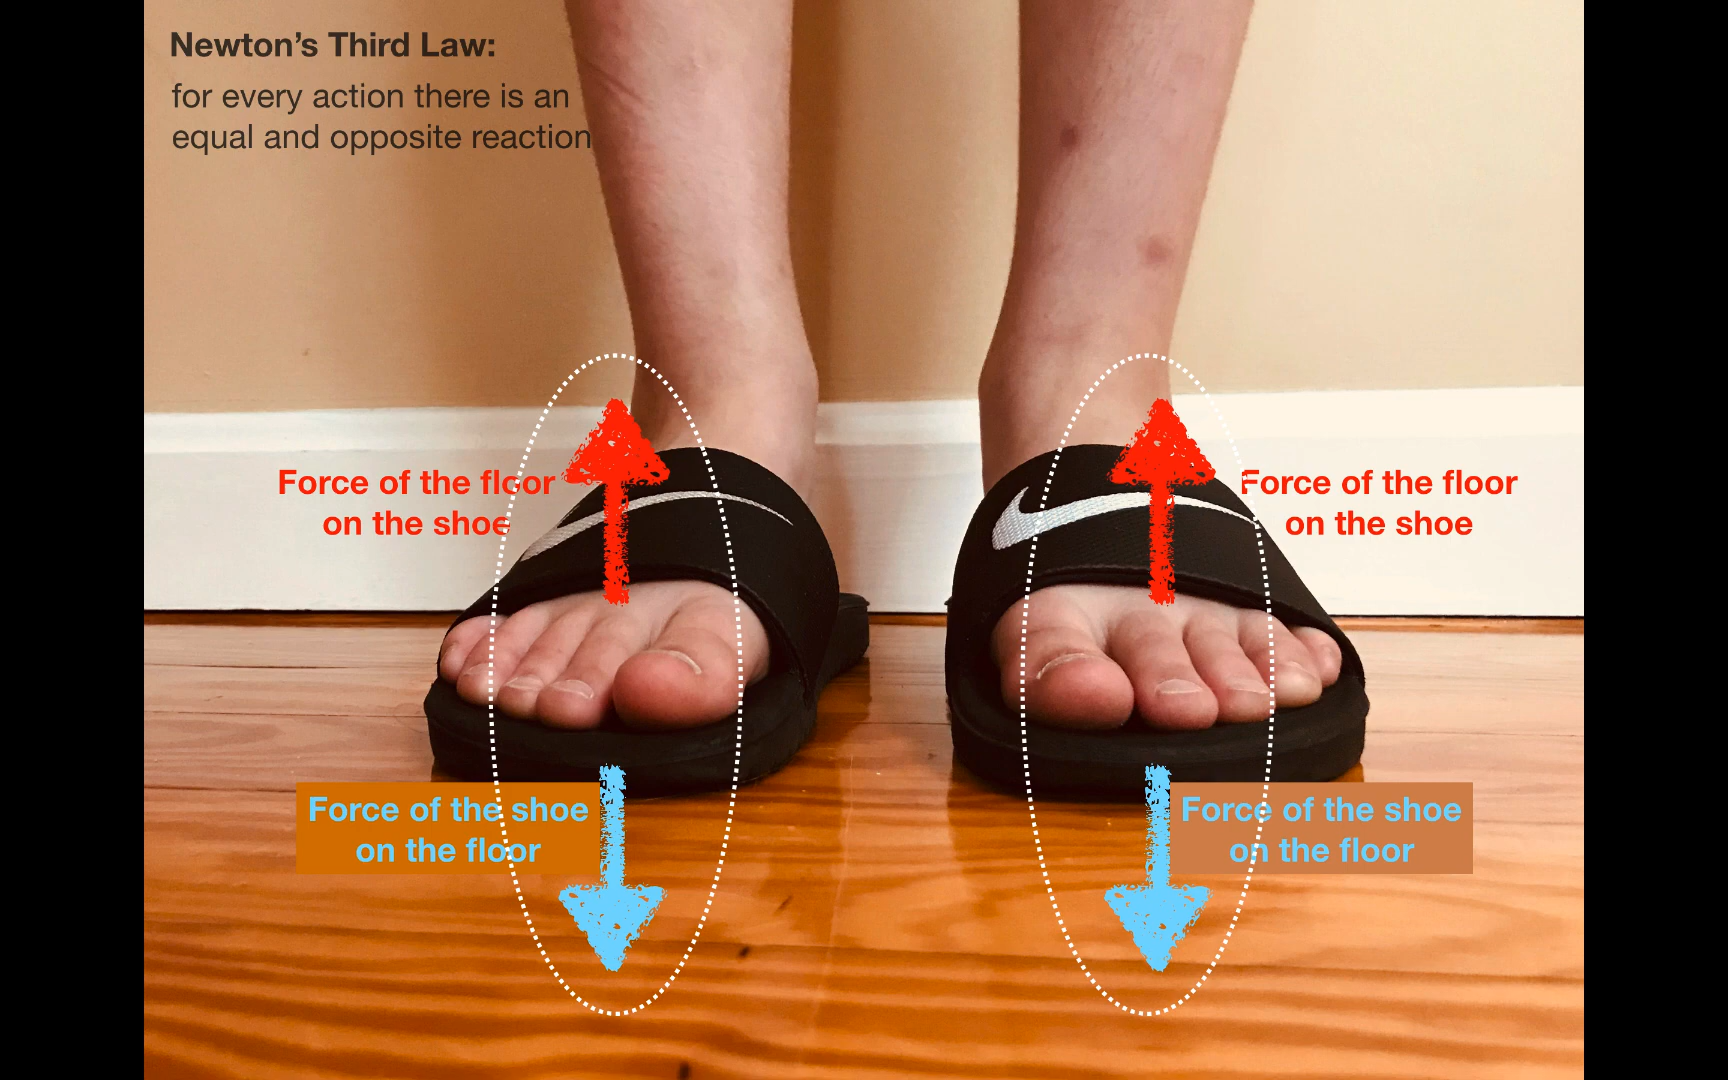 Newton’s Third Law:
for every action there is an
equal and opposite reaction
Force of the floor
on the shoe
Force of the floor
on the shoe
Force of the shoe
on the floor
Force of the shoe
on the floor